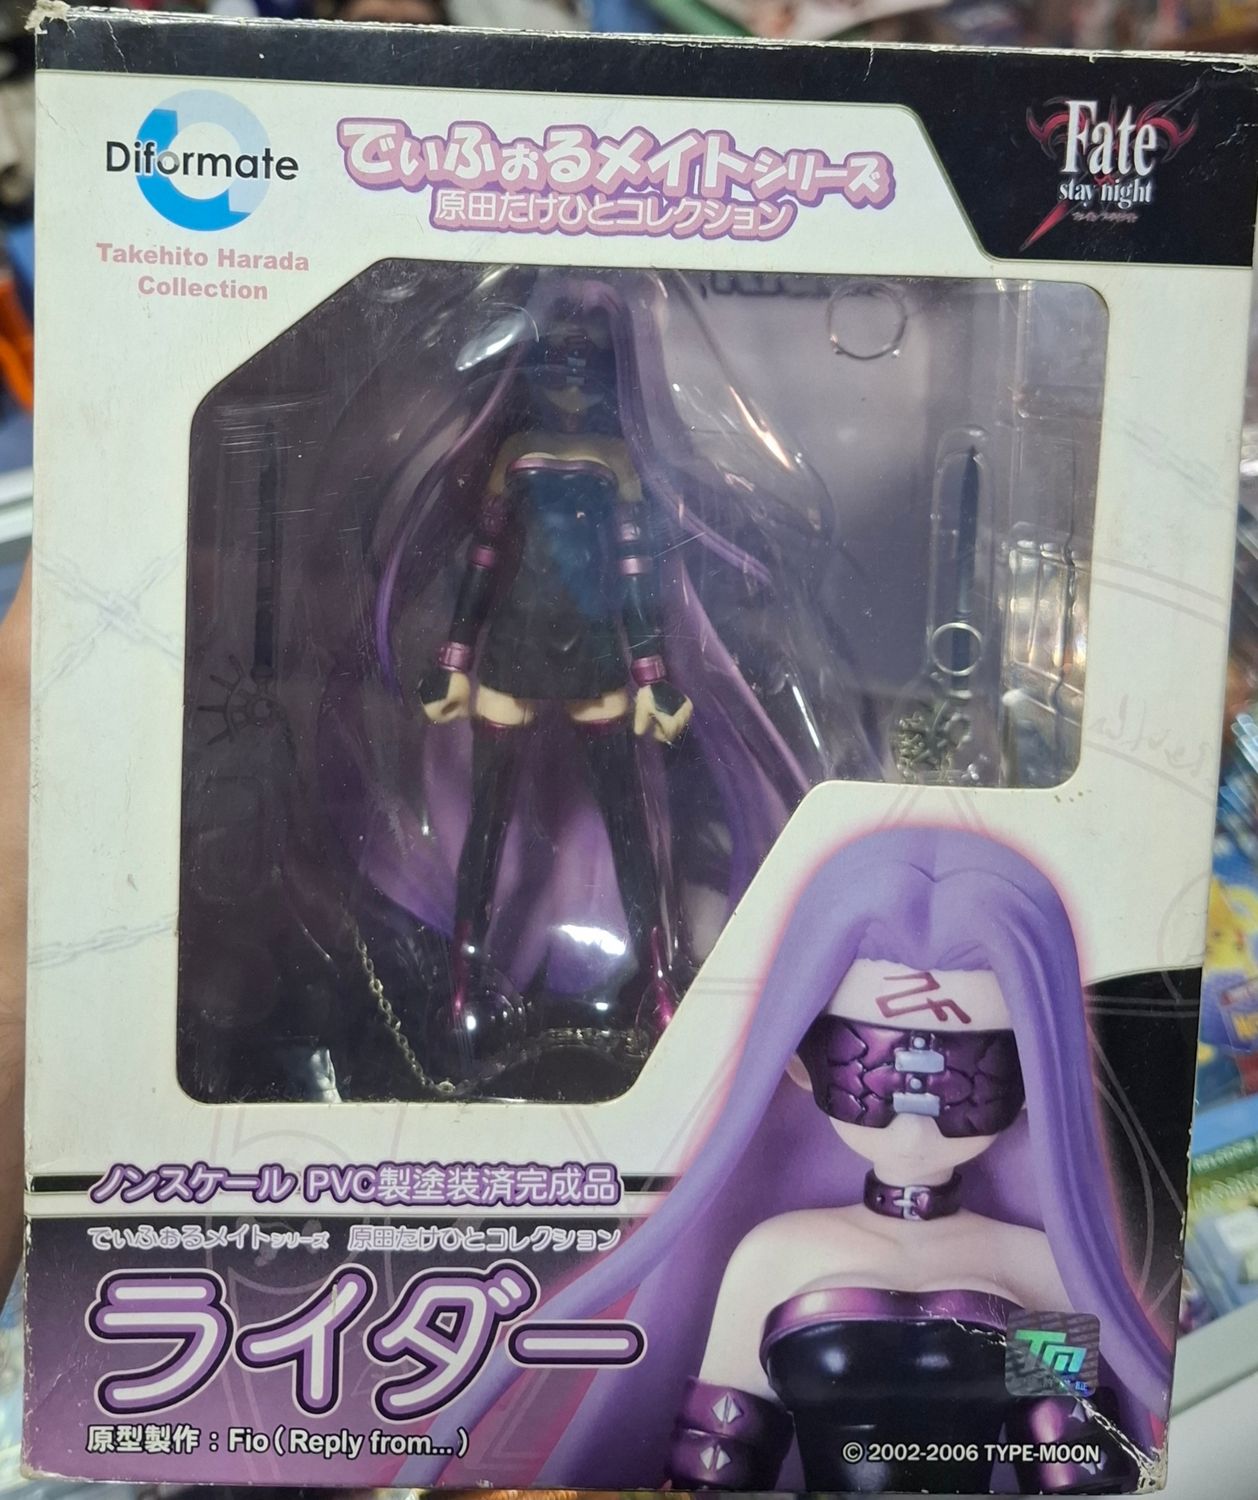 Diformate
Takehito Harada
Collection
でぃふぉるメイトシリーズ
原田たけひとコレクション
Fate
stay night
ノンスケール PVC製塗装済完成品
でぃふぉるメイトシリーズ 原田たけひとコレクション
ライダー
原型製作：Fio（Reply from...）
TM
© 2002-2006 TYPE-MOON